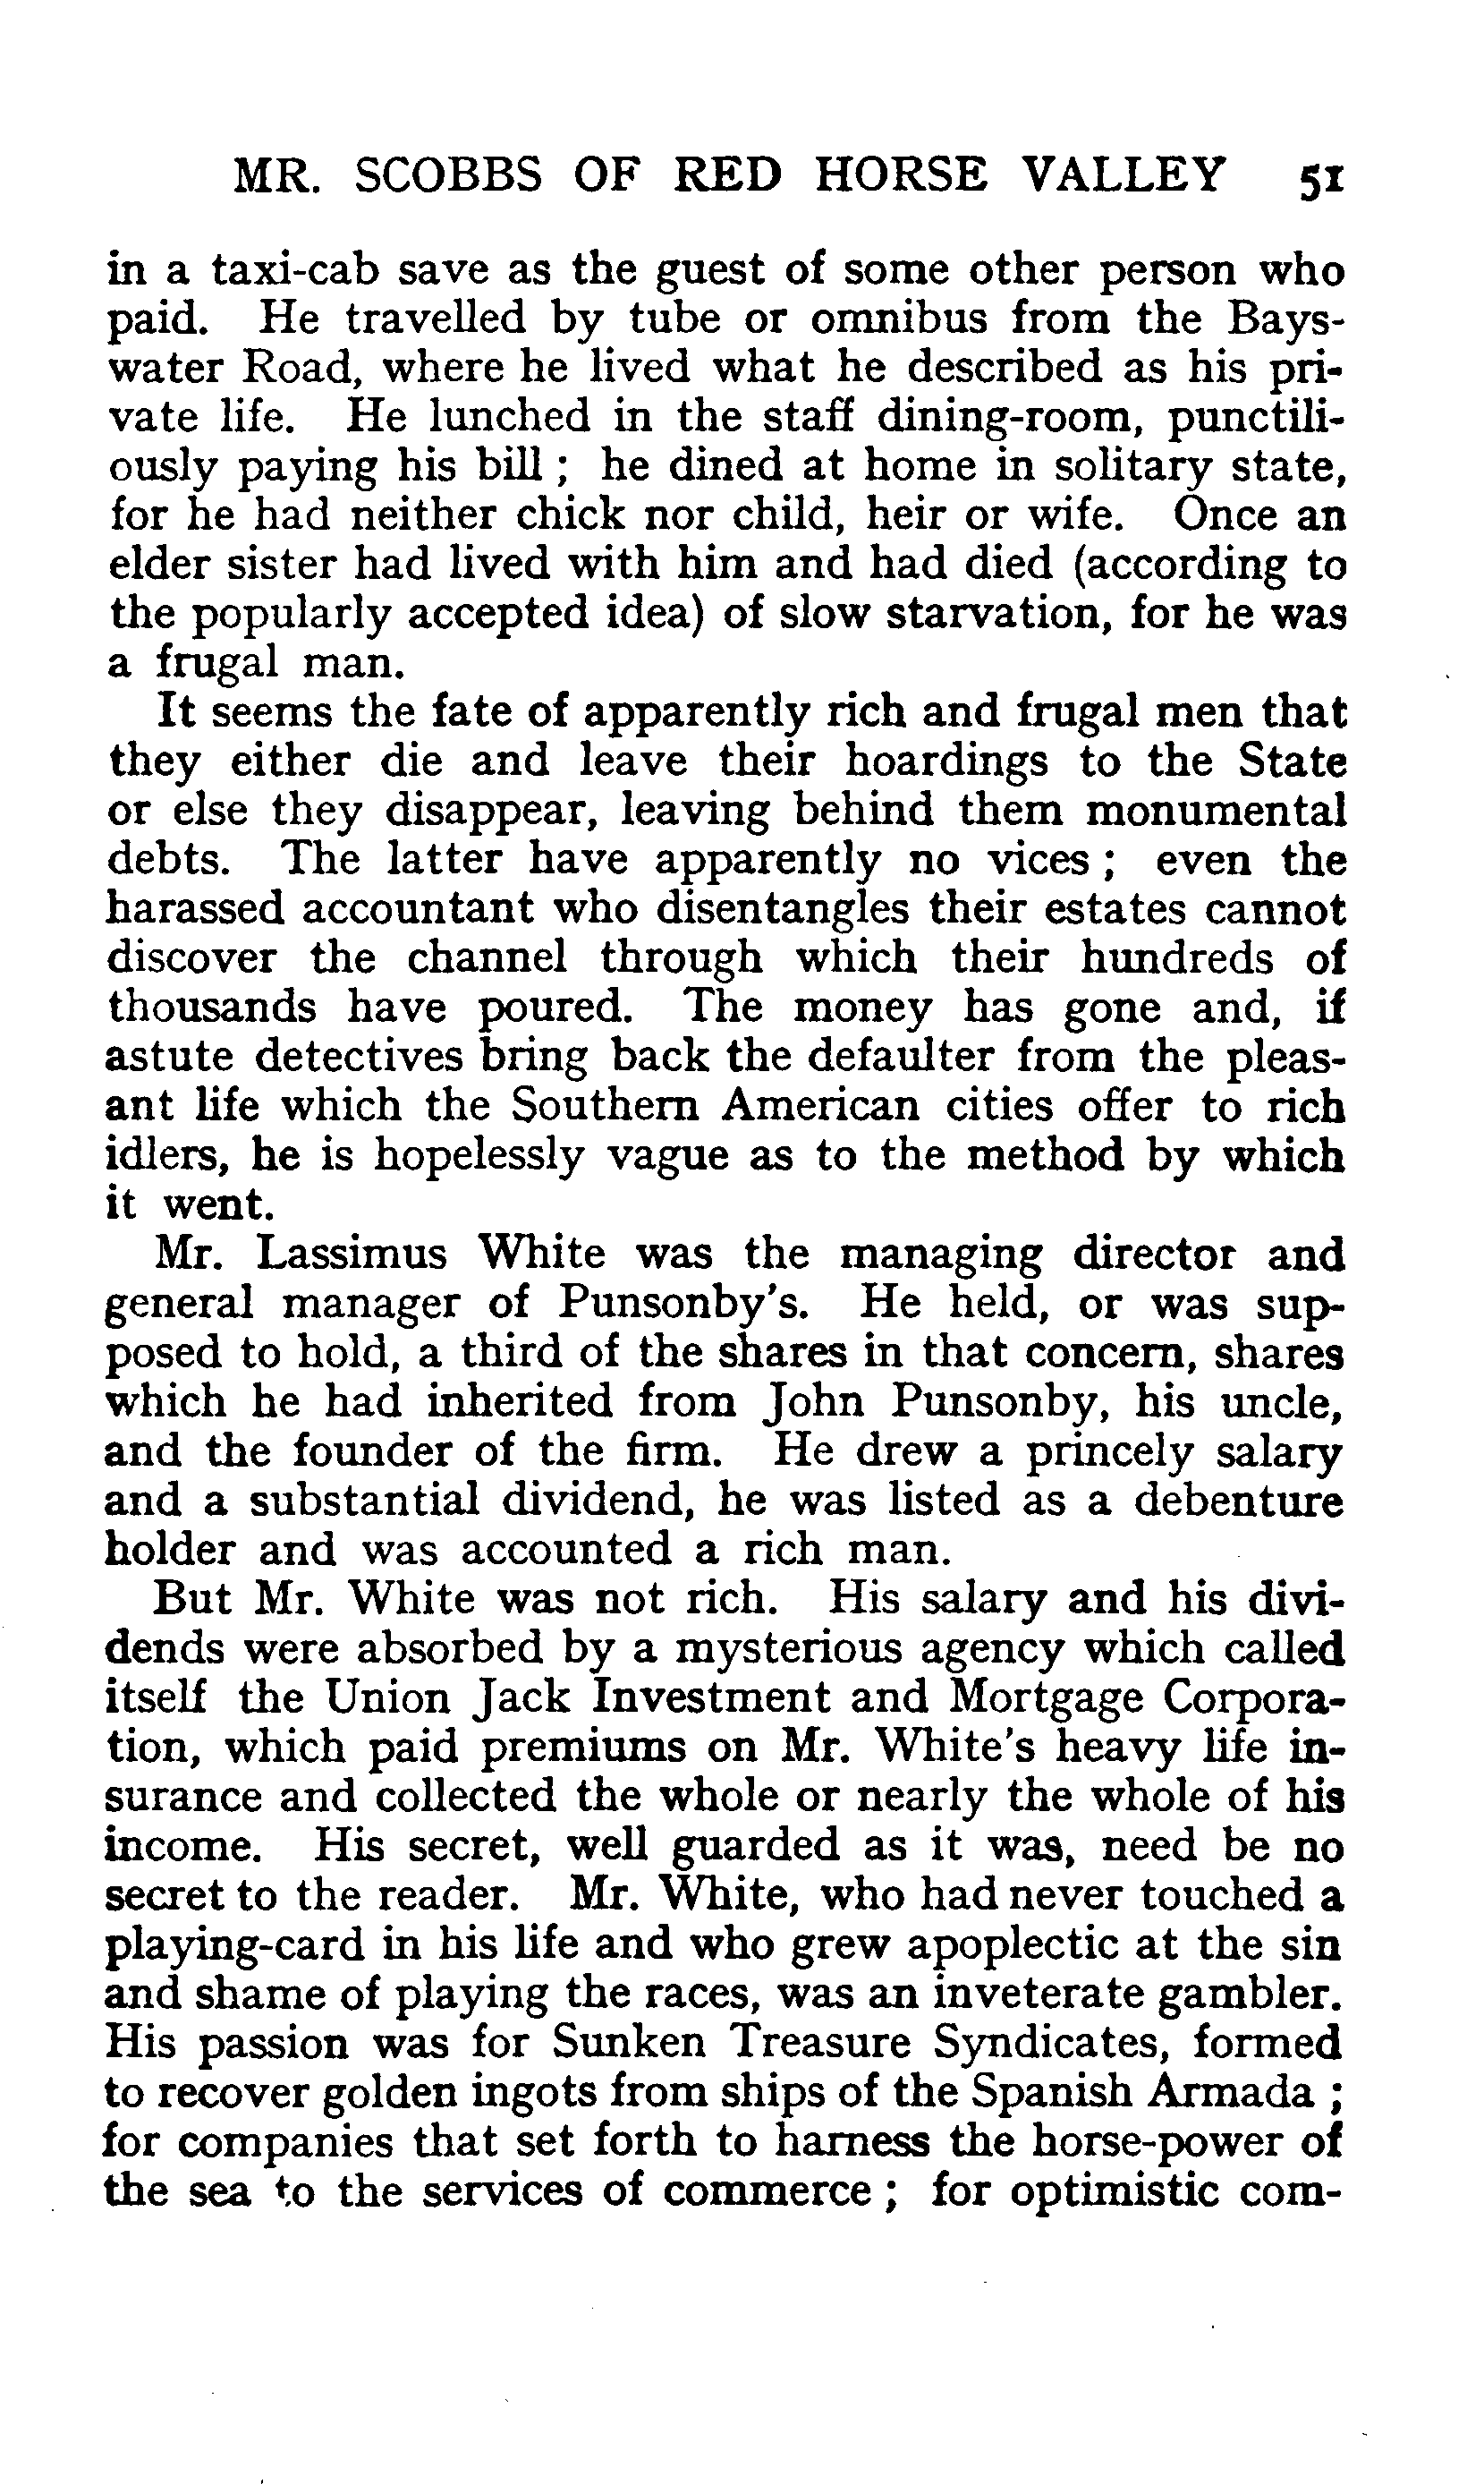 MR. SCOBBS OF RED HORSE VALLEY 51
in a taxi-cab save as the guest of some other person who
paid. He travelled by tube or omnibus from the Bays-
water Road, where he lived what he described as his pri-
vate life. He lunched in the staff dining-room, punctili-
ously paying his bill ; he dined at home in solitary state,
for he had neither chick nor child, heir or wife. Once an
elder sister had lived with him and had died (according to
the popularly accepted idea) of slow starvation, for he was
a frugal man.
It seems the fate of apparently rich and frugal men that
they either die and leave their hoardings to the State
or else they disappear, leaving behind them monumental
debts. The latter have apparently no vices ; even the
harassed accountant who disentangles their estates cannot
discover the channel through which their hundreds of
thousands have poured. The money has gone and, if
astute detectives bring back the defaulter from the pleas-
ant life which the Southern American cities offer to rich
idlers, he is hopelessly vague as to the method by which
it went.
Mr. Lassimus White was the managing director and
general manager of Punsonby's. He held, or was sup-
posed to hold, a third of the shares in that concern, shares
which he had inherited from John Punsonby, his uncle,
and the founder of the firm. He drew a princely salary
and a substantial dividend, he was listed as a debenture
holder and was accounted a rich man.
But Mr. White was not rich. His salary and his divi-
dends were absorbed by a mysterious agency which called
itself the Union Jack Investment and Mortgage Corpora-
tion, which paid premiums on Mr. White's heavy life in-
surance and collected the whole or nearly the whole of his
income. His secret, well guarded as it was, need be no
secret to the reader. Mr. White, who had never touched a
playing-card in his life and who grew apoplectic at the sin
and shame of playing the races, was an inveterate gambler.
His passion was for Sunken Treasure Syndicates, formed
to recover golden ingots from ships of the Spanish Armada ;
for companies that set forth to harness the horse-power of
the sea to the services of commerce ; for optimistic com-